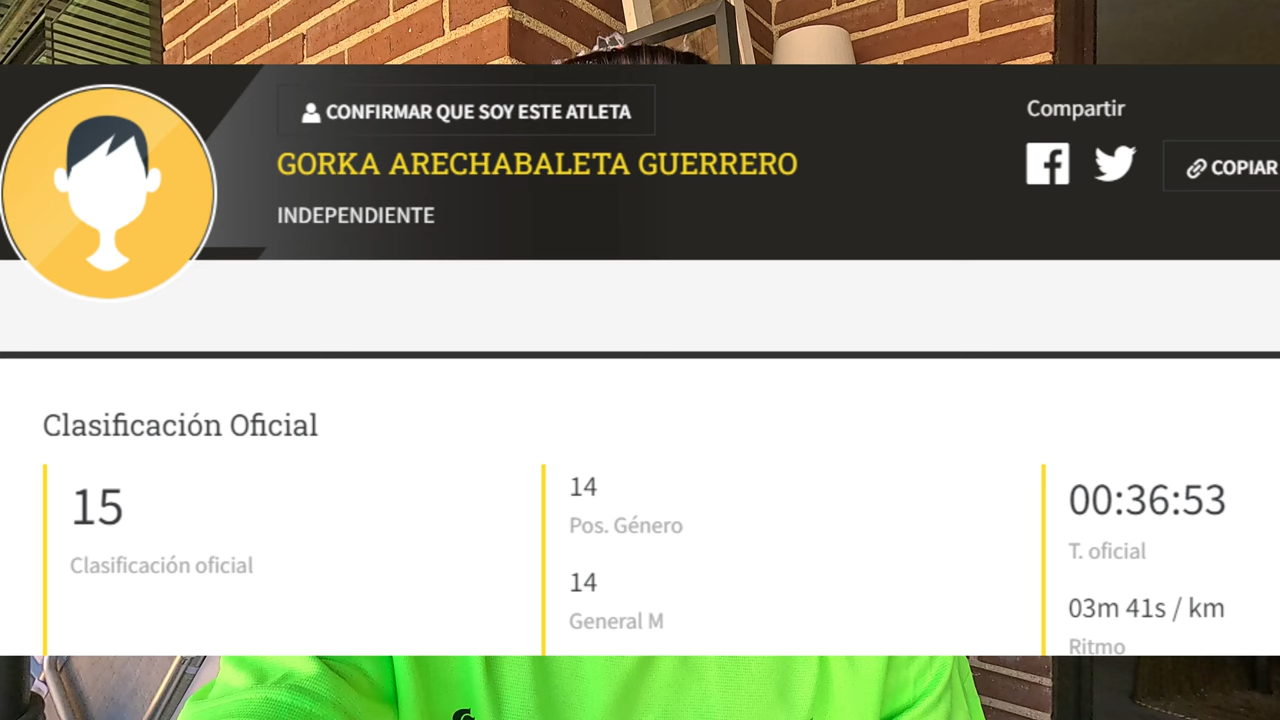 CONFIRMAR QUE SOY ESTE ATLETA
GORKA ARECHABALETA GUERRERO
INDEPENDIENTE
Compartir
COPIAR
Clasificación Oficial
15
Clasificación oficial
14
Pos. Género
14
General M
00:36:53
T. oficial
03m 41s / km
Ritmo